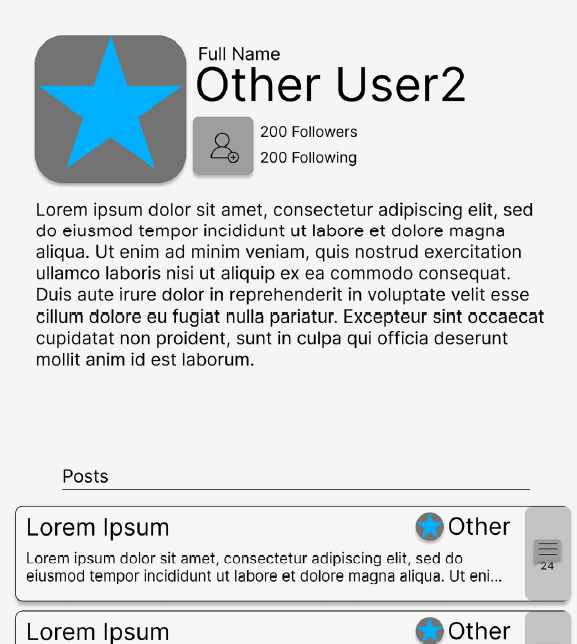 Full Name
Other User2
200 Followers
200 Following
Lorem ipsum dolor sit amet, consectetur adipiscing elit, sed
do eiusmod tempor incididunt ut labore et dolore magna
aliqua. Ut enim ad minim veniam, quis nostrud exercitation
ullamco laboris nisi ut aliquip ex ea commodo consequat.
Duis aute irure dolor in reprehenderit in voluptate velit esse
cillum dolore eu fugiat nulla pariatur. Excepteur sint occaecat
cupidatat non proident, sunt in culpa qui officia deserunt
mollit anim id est laborum.
Posts
Lorem Ipsum
Other
Lorem ipsum dolor sit amet, consectetur adipiscing elit, sed do
eiusmod tempor incididunt ut labore et dolore magna aliqua. Ut eni...
24
Lorem Ipsum
Other